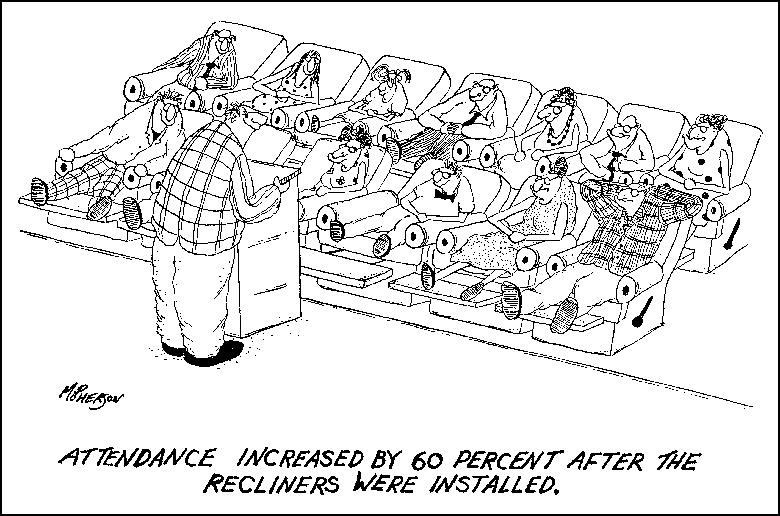 McPHERSON
ATTENDANCE INCREASED BY 60 PERCENT AFTER THE
RECLINERS WERE INSTALLED.